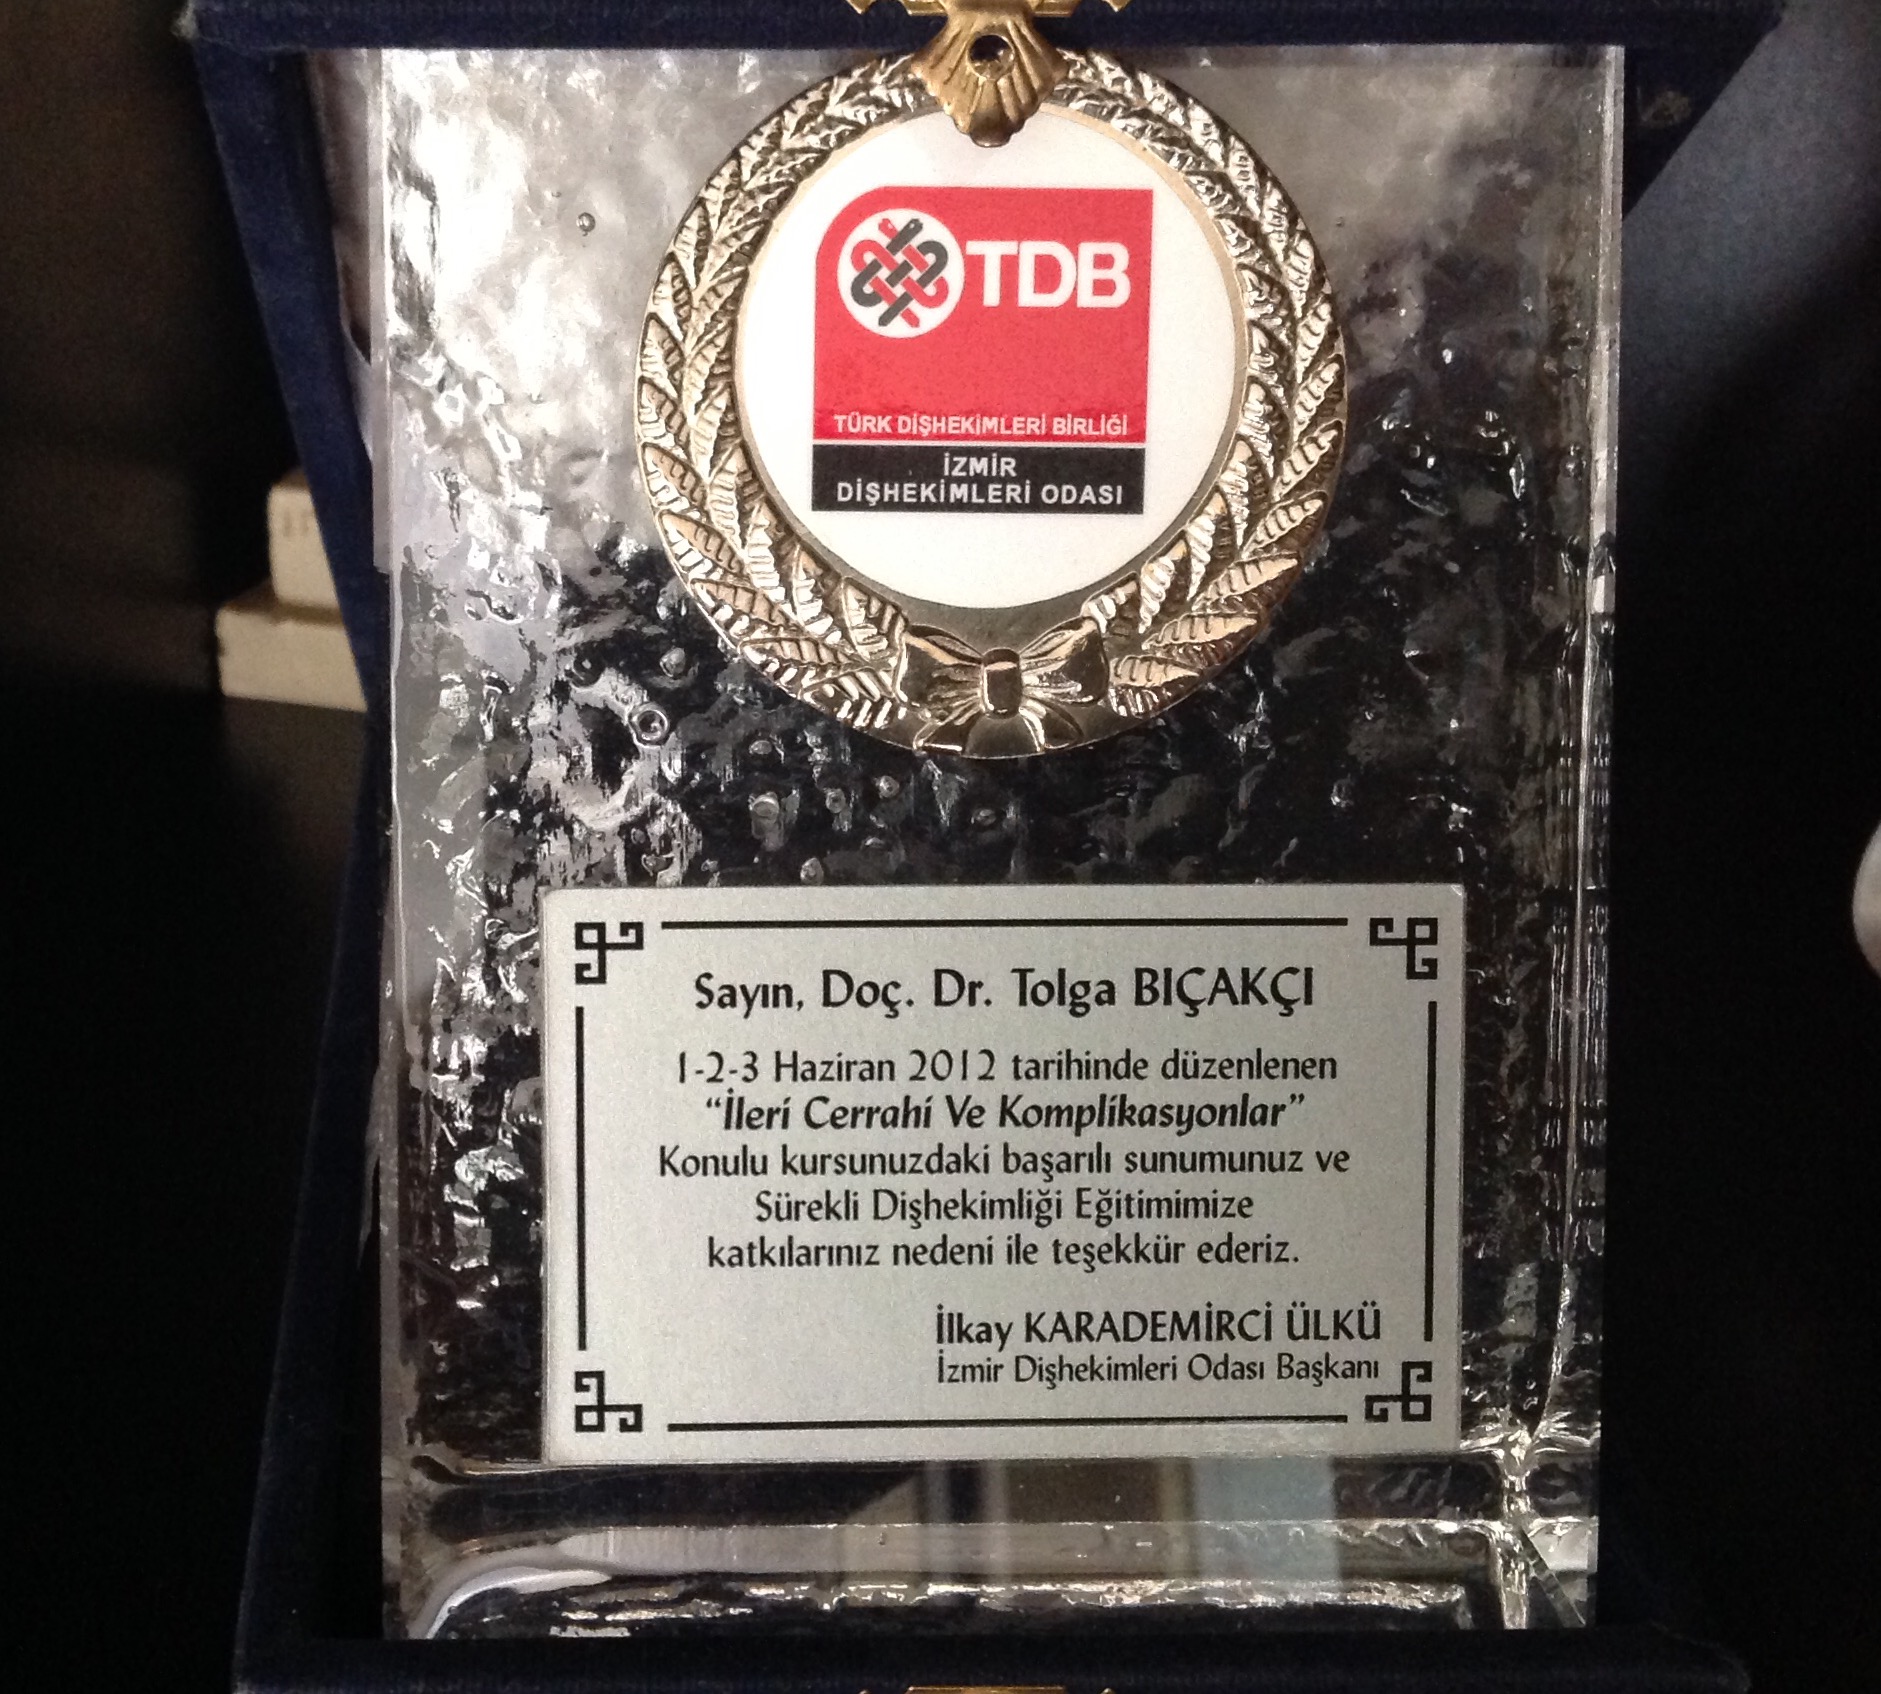 TDB
TÜRK DİŞHEKİMLERİ BİRLİĞİ
İZMİR
DİŞHEKİMLERİ ODASI
Sayın, Doç. Dr. Tolga BIÇAKÇI
1-2-3 Haziran 2012 tarihinde düzenlenen
“İleri Cerrahi Ve Komplikasyonlar”
Konulu kursunuzdaki başarılı sunumunuz ve
Sürekli Dişhekimliği Eğitimimize
katkılarınız nedeni ile teşekkür ederiz.
İlkay KARADEMİRCİ ÜLKÜ
İzmir Dişhekimleri Odası Başkanı